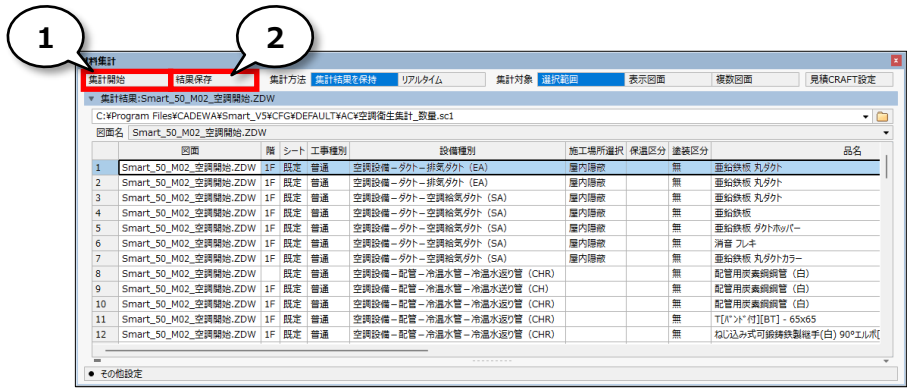 1
2
材料集計
集計開始 結果保存 集計方法 集計結果を保持 リアルタイム 集計対象 選択範囲 表示図面 複数図面 見積CRAFT設定
▼ 集計結果:Smart_50_M02_空調開始.ZDW
C:¥Program Files¥CADEWA¥Smart_V5¥CFG¥DEFAULT¥AC¥空調衛生集計_数量.sc1
図面名 Smart_50_M02_空調開始.ZDW
図面 階 シート 工事種別 設備種別 施工場所選択 保温区分 塗装区分 品名
1 Smart_50_M02_空調開始.ZDW 1F 既定 普通 空調設備－ダクト－排気ダクト（EA） 屋内隠蔽 無 亜鉛鉄板 丸ダクト
2 Smart_50_M02_空調開始.ZDW 1F 既定 普通 空調設備－ダクト－排気ダクト（EA） 屋内隠蔽 無 亜鉛鉄板 丸ダクト
3 Smart_50_M02_空調開始.ZDW 1F 既定 普通 空調設備－ダクト－空調給気ダクト（SA） 屋内隠蔽 無 亜鉛鉄板 丸ダクト
4 Smart_50_M02_空調開始.ZDW 1F 既定 普通 空調設備－ダクト－空調給気ダクト（SA） 屋内隠蔽 無 亜鉛鉄板
5 Smart_50_M02_空調開始.ZDW 1F 既定 普通 空調設備－ダクト－空調給気ダクト（SA） 屋内隠蔽 無 亜鉛鉄板 ダクトホッパー
6 Smart_50_M02_空調開始.ZDW 1F 既定 普通 空調設備－ダクト－空調給気ダクト（SA） 屋内隠蔽 無 消音 フレキ
7 Smart_50_M02_空調開始.ZDW 1F 既定 普通 空調設備－ダクト－空調給気ダクト（SA） 屋内隠蔽 無 亜鉛鉄板 丸ダクトカラー
8 Smart_50_M02_空調開始.ZDW 既定 普通 空調設備－配管－冷温水管－冷温水返り管（CHR） 無 配管用炭素鋼鋼管（白）
9 Smart_50_M02_空調開始.ZDW 1F 既定 普通 空調設備－配管－冷温水管－冷温水送り管（CH） 無 配管用炭素鋼鋼管（白）
10 Smart_50_M02_空調開始.ZDW 1F 既定 普通 空調設備－配管－冷温水管－冷温水返り管（CHR） 無 配管用炭素鋼鋼管（白）
11 Smart_50_M02_空調開始.ZDW 1F 既定 普通 空調設備－配管－冷温水管－冷温水返り管（CHR） 無 T[ﾊﾞﾝﾄﾞ付][BT] - 65x65
12 Smart_50_M02_空調開始.ZDW 1F 既定 普通 空調設備－配管－冷温水管－冷温水返り管（CHR） 無 ねじ込み式可鍛鋳鉄製継手(白) 90°エルボ[
● その他設定